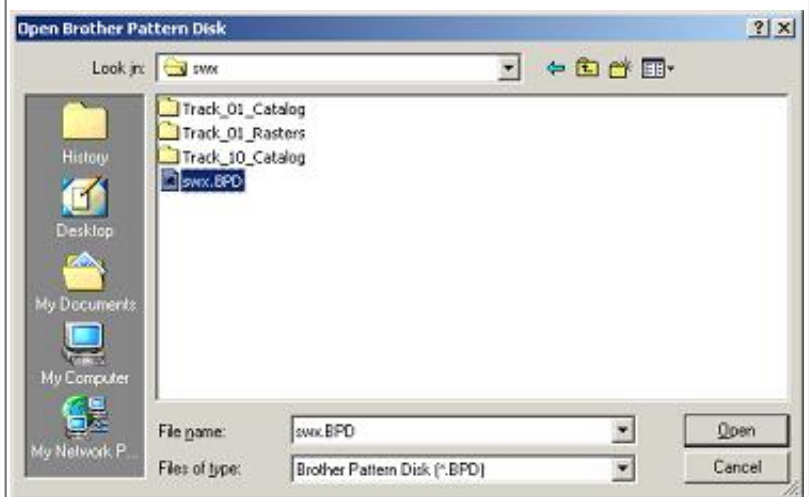 Open Brother Pattern Disk
Look in: swx
Track_01_Catalog
Track_01_Rasters
Track_10_Catalog
swx.BPD
History
Desktop
My Documents
My Computer
My Network P...
File name: swx.BPD Open
Files of type: Brother Pattern Disk (*.BPD) Cancel